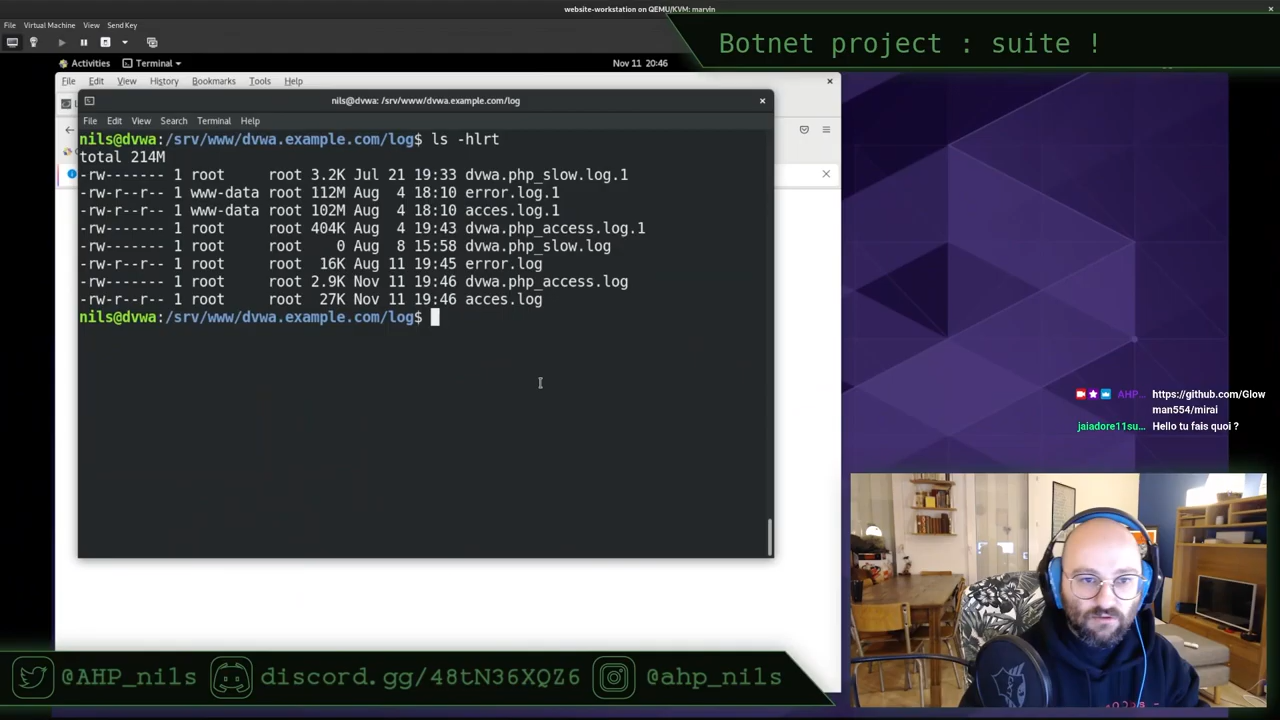 website-workstation on QEMU/KVM: marvin
File Virtual Machine View Send Key
Botnet project : suite !
Activities Terminal Nov 11 20:46
File Edit View History Bookmarks Tools Help
nils@dvwa: /srv/www/dvwa.example.com/log
File Edit View Search Terminal Help
nils@dvwa:/srv/www/dvwa.example.com/log$ ls -hlrt
total 214M
-rw------- 1 root root 3.2K Jul 21 19:33 dvwa.php_slow.log.1
-rw-r--r-- 1 www-data root 112M Aug 4 18:10 error.log.1
-rw-r--r-- 1 www-data root 102M Aug 4 18:10 acces.log.1
-rw-r--r-- 1 root root 404K Aug 4 19:43 dvwa.php_access.log.1
-rw------- 1 root root 0 Aug 8 15:58 dvwa.php_slow.log
-rw-r--r-- 1 root root 16K Aug 11 19:45 error.log
-rw------- 1 root root 2.9K Nov 11 19:46 dvwa.php_access.log
-rw-r--r-- 1 root root 27K Nov 11 19:46 acces.log
nils@dvwa:/srv/www/dvwa.example.com/log$
AHP... https://github.com/Glow
man554/mirai
jaiadore11su... Hello tu fais quoi ?
@AHP_nils discord.gg/48tN36XQZ6 @ahp_nils